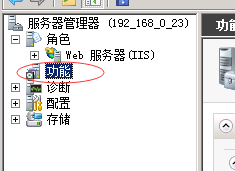 服务器管理器 (192_168_0_23)
角色
Web 服务器(IIS)
功能
诊断
配置
存储
功